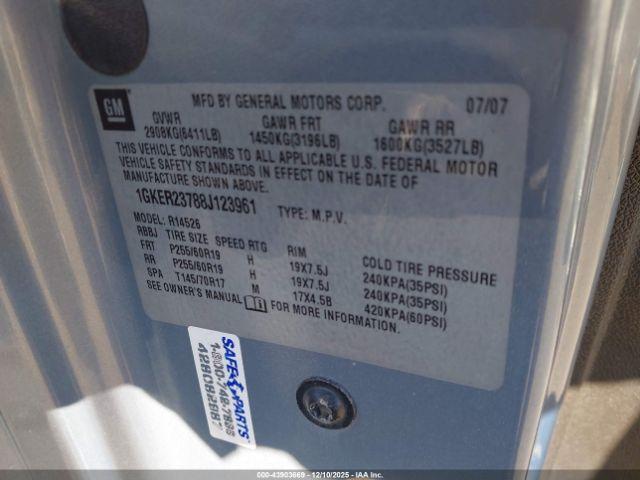 GM
MFD BY GENERAL MOTORS CORP. 07/07
GVWR GAWR FRT GAWR RR
2908KG(6411LB) 1450KG(3196LB) 1600KG(3527LB)
THIS VEHICLE CONFORMS TO ALL APPLICABLE U.S. FEDERAL MOTOR
VEHICLE SAFETY STANDARDS IN EFFECT ON THE DATE OF
MANUFACTURE SHOWN ABOVE.
1GKER23788J123961 TYPE: M.P.V.
MODEL: R14526
RBBJ TIRE SIZE SPEED RTG RIM COLD TIRE PRESSURE
FRT P255/60R19 H 19X7.5J 240KPA(35PSI)
RR P255/60R19 H 19X7.5J 240KPA(35PSI)
SPA T145/70R17 M 17X4.5B 420KPA(60PSI)
SEE OWNER'S MANUAL FOR MORE INFORMATION.
SAFE PARTS
000-43903669 - 12/10/2025 - IAAI, Inc.